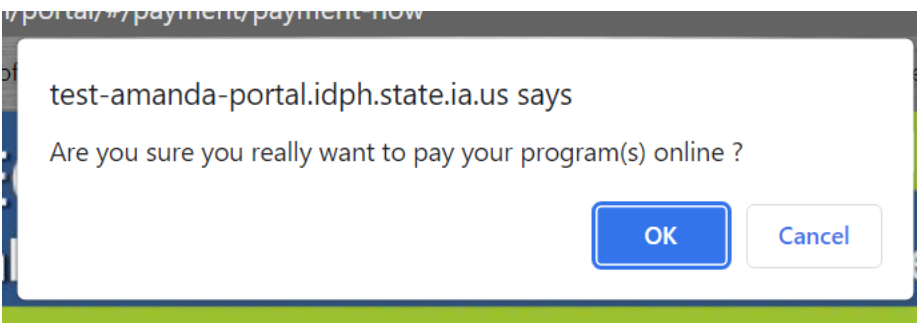 /portal/#/payment/payment-now
test-amanda-portal.idph.state.ia.us says
Are you sure you really want to pay your program(s) online ?
OK
Cancel